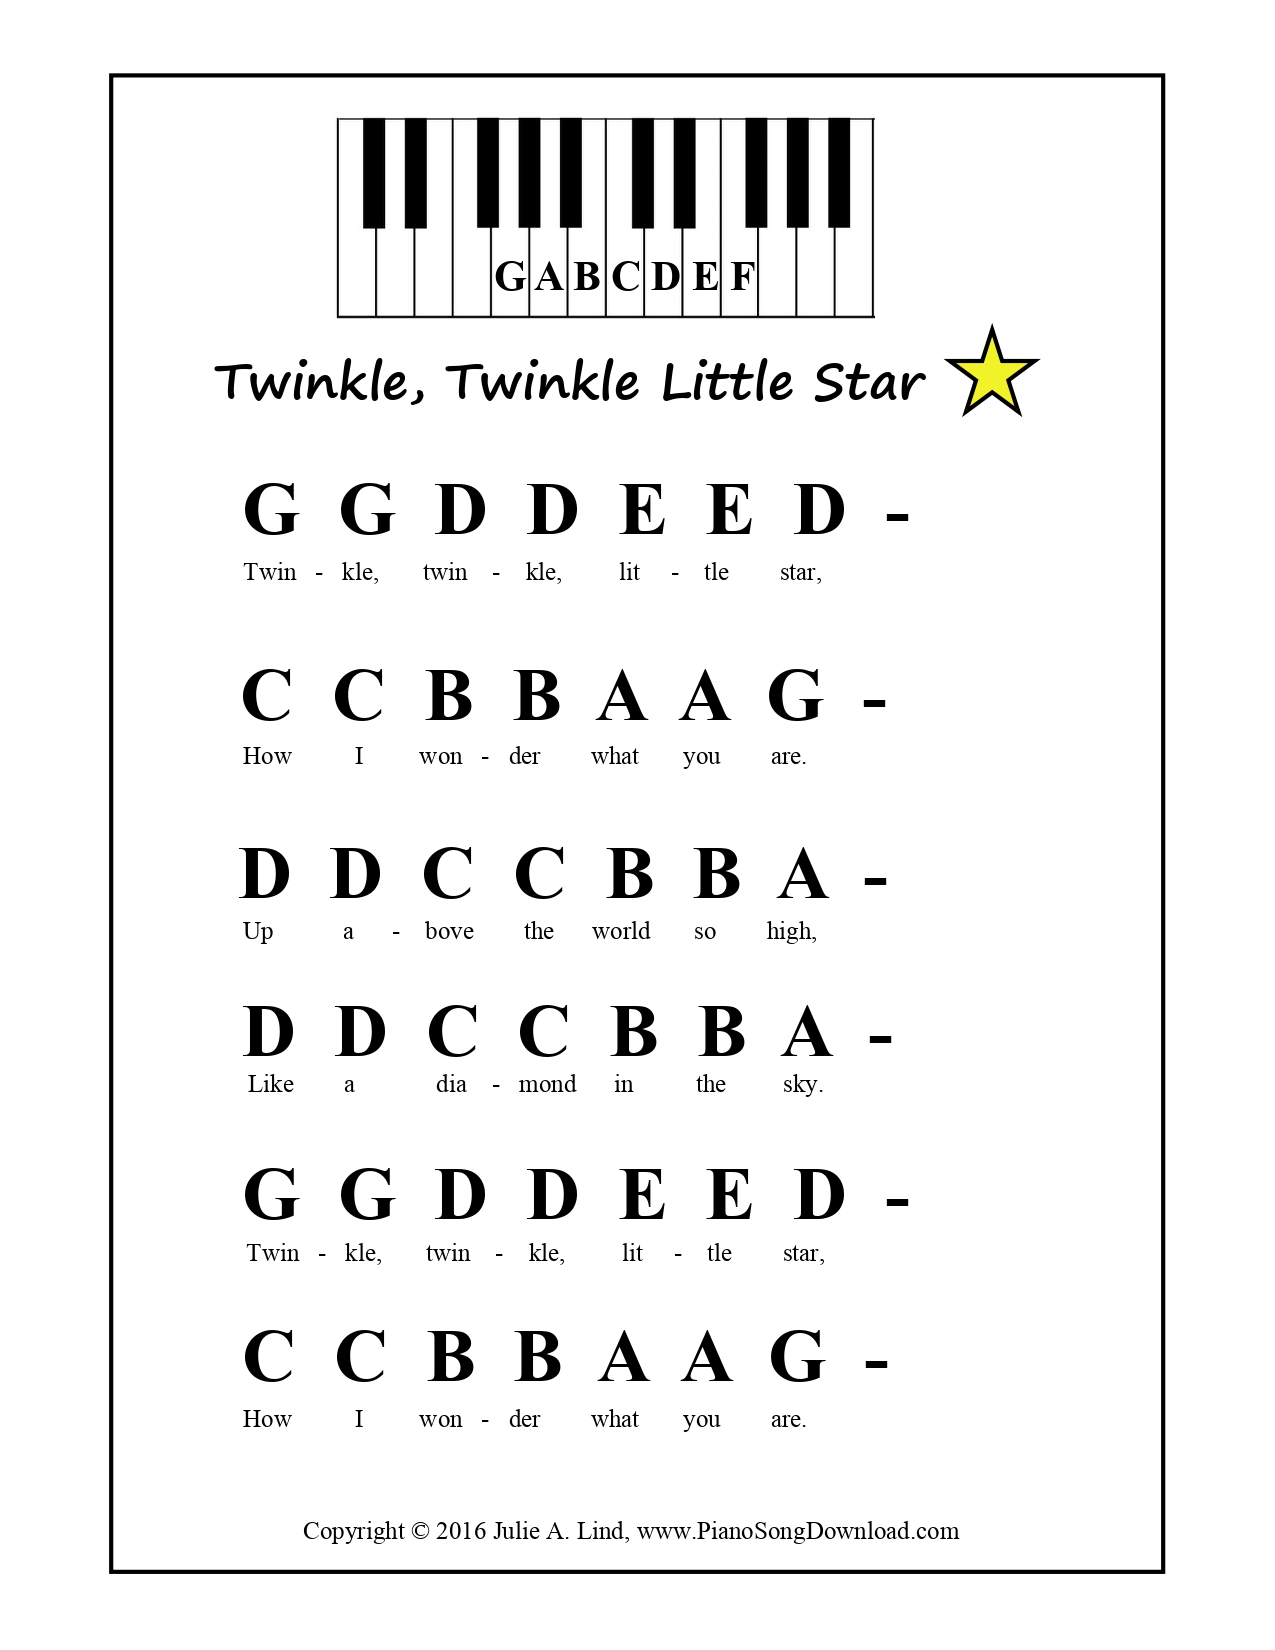 G A B C D E F
Twinkle, Twinkle Little Star
G G D D E E D -
Twin - kle, twin - kle, lit - tle star,
C C B B A A G -
How I won - der what you are.
D D C C B B A -
Up a - bove the world so high,
D D C C B B A -
Like a dia - mond in the sky.
G G D D E E D -
Twin - kle, twin - kle, lit - tle star,
C C B B A A G -
How I won - der what you are.
Copyright © 2016 Julie A. Lind, www.PianoSongDownload.com